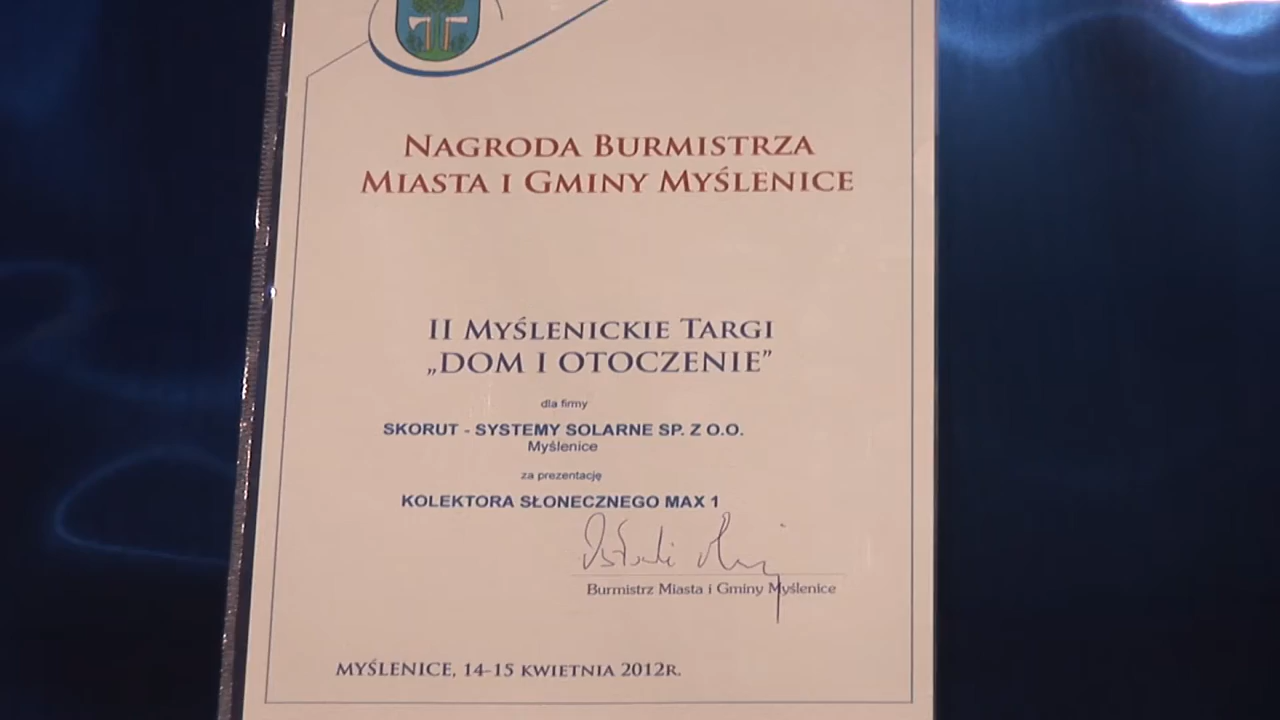 NAGRODA BURMISTRZA
MIASTA I GMINY MYŚLENICE
II MYŚLENICKIE TARGI
„DOM I OTOCZENIE”
dla firmy
SKORUT - SYSTEMY SOLARNE SP. Z O.O.
Myślenice
za prezentację
KOLEKTORA SŁONECZNEGO MAX 1
Burmistrz Miasta i Gminy Myślenice
MYŚLENICE, 14-15 KWIETNIA 2012R.